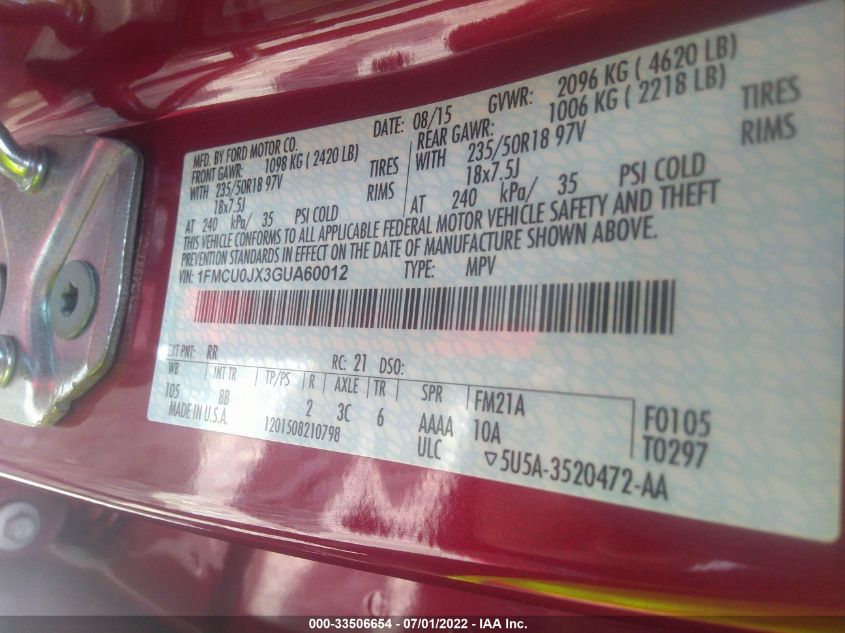 MFD. BY FORD MOTOR CO. DATE: 08/15 GVWR: 2096 KG ( 4620 LB)
FRONT GAWR: 1098 KG ( 2420 LB) REAR GAWR: 1006 KG ( 2218 LB)
WITH 235/50R18 97V TIRES WITH 235/50R18 97V TIRES
18x7.5J RIMS 18x7.5J RIMS
AT 240 kPa/ 35 PSI COLD AT 240 kPa/ 35 PSI COLD
THIS VEHICLE CONFORMS TO ALL APPLICABLE FEDERAL MOTOR VEHICLE SAFETY AND THEFT
PREVENTION STANDARDS IN EFFECT ON THE DATE OF MANUFACTURE SHOWN ABOVE.
VIN: 1FMCU0JX3GUA60012 TYPE: MPV
EXT PNT: RR RC: 21 DSO:
WB INT TR TP/PS R AXLE TR SPR FM21A
105 8B 2 3C 6 AAAA 10A F0105
MADE IN U.S.A. 1201508210798 ULC T0297
5U5A-3520472-AA
000-33506654 - 07/01/2022 - IAA Inc.